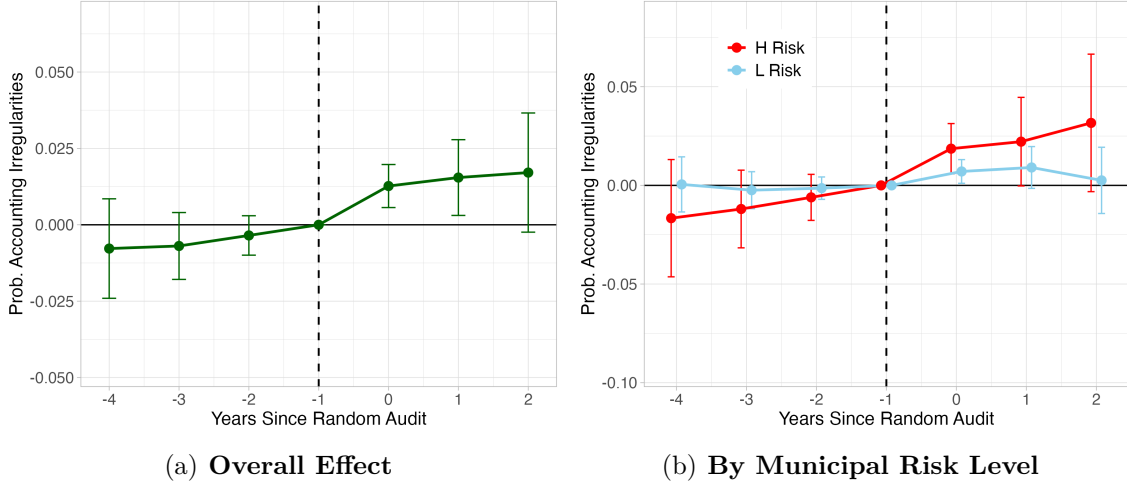 Prob. Accounting Irregularities
0.050
0.025
0.000
-0.025
-0.050
-4 -3 -2 -1 0 1 2
Years Since Random Audit
(a) Overall Effect
Prob. Accounting Irregularities
H Risk
L Risk
0.05
0.00
-0.05
-0.10
-4 -3 -2 -1 0 1 2
Years Since Random Audit
(b) By Municipal Risk Level